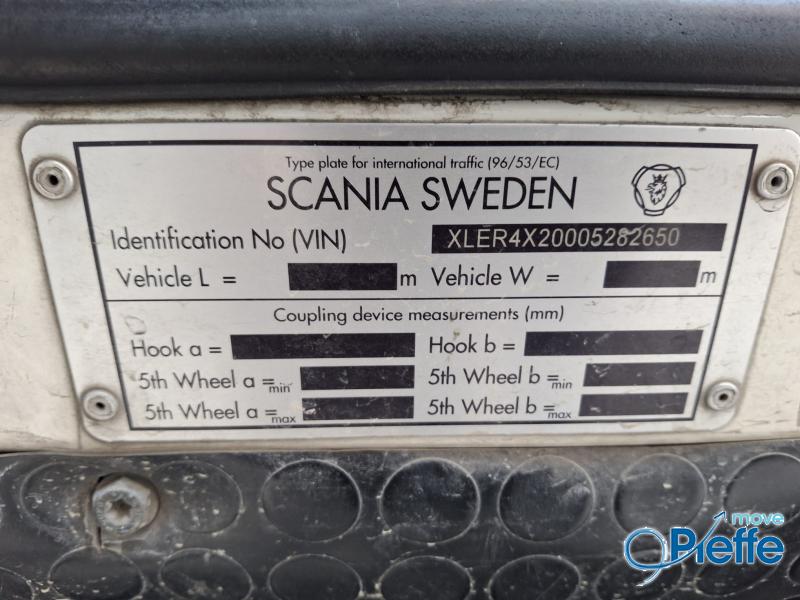 Type plate for international traffic (96/53/EC)
SCANIA SWEDEN
Identification No (VIN) XLER4X20005282650
Vehicle L = m Vehicle W = m
Coupling device measurements (mm)
Hook a = Hook b =
5th Wheel a =min 5th Wheel b =min
5th Wheel a =max 5th Wheel b =max
move
Pieffe